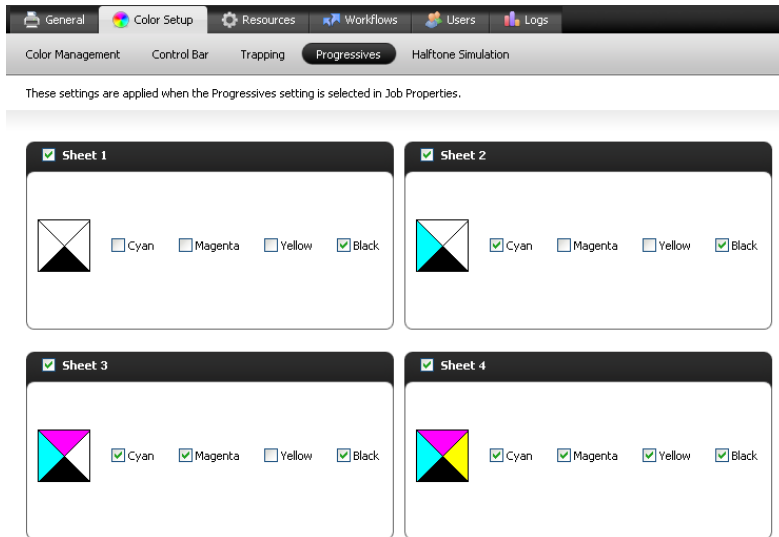 General Color Setup Resources Workflows Users Logs
Color Management Control Bar Trapping Progressives Halftone Simulation
These settings are applied when the Progressives setting is selected in Job Properties.
Sheet 1 Sheet 2
Cyan Magenta Yellow Black Cyan Magenta Yellow Black
Sheet 3 Sheet 4
Cyan Magenta Yellow Black Cyan Magenta Yellow Black